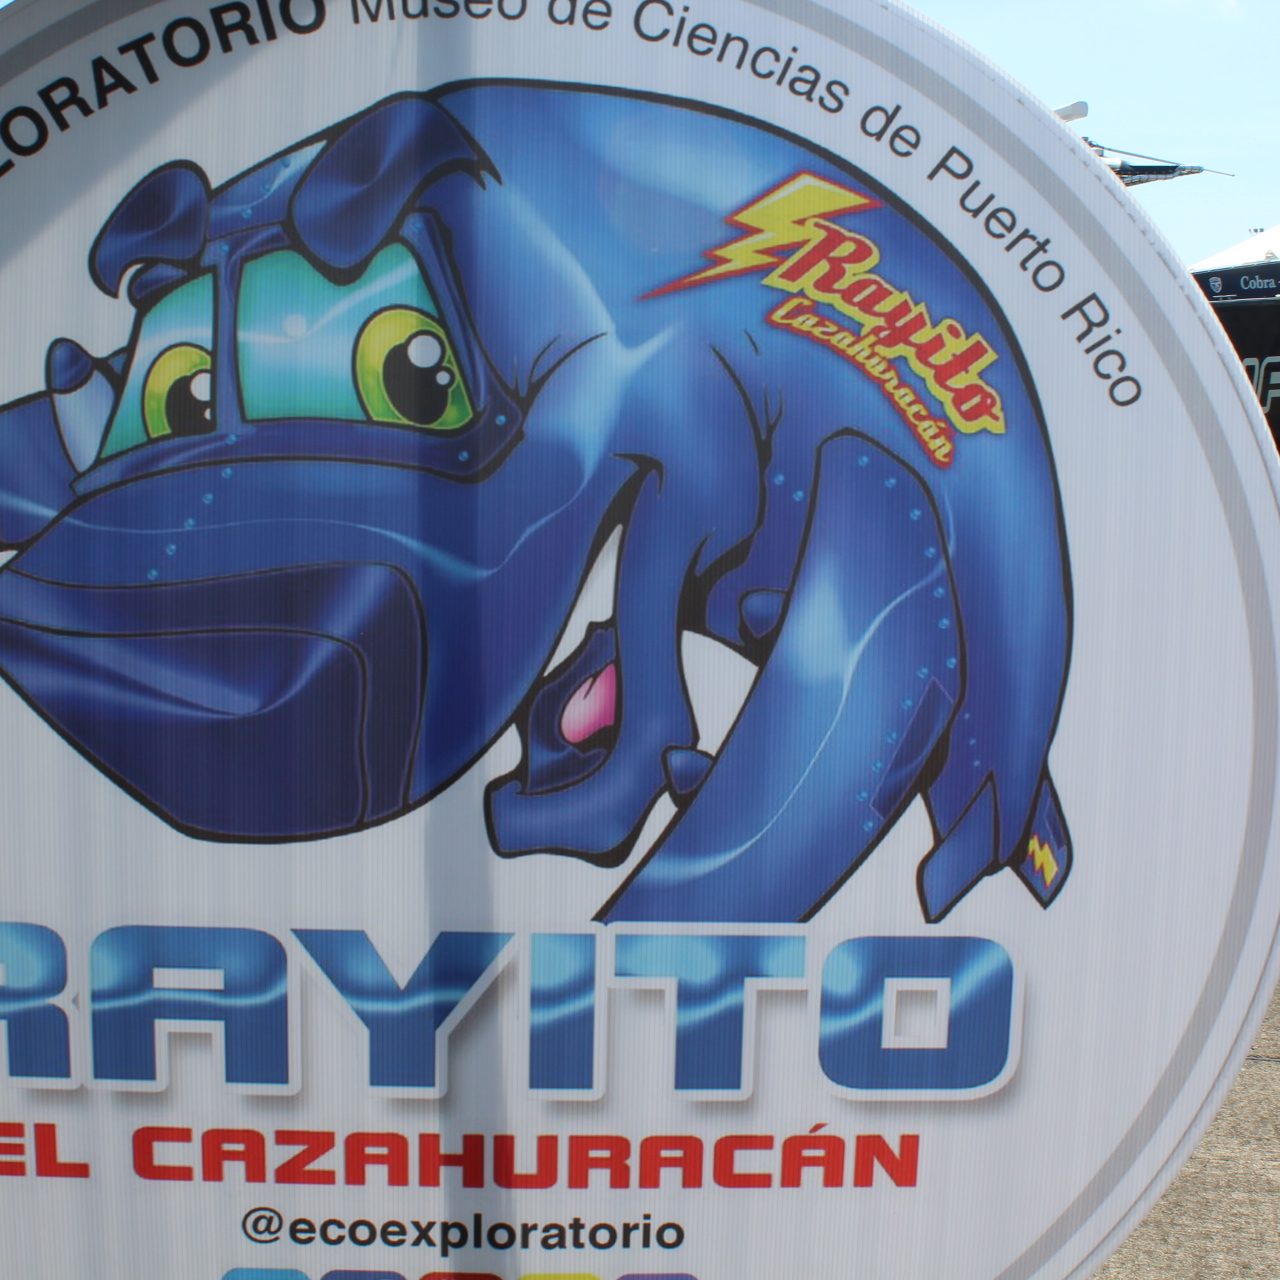 LORATORIO Museo de Ciencias de Puerto Rico
Rayito
Cazahuracán
RAYITO
EL CAZAHURACÁN
@ecoexploratorio
Cobra